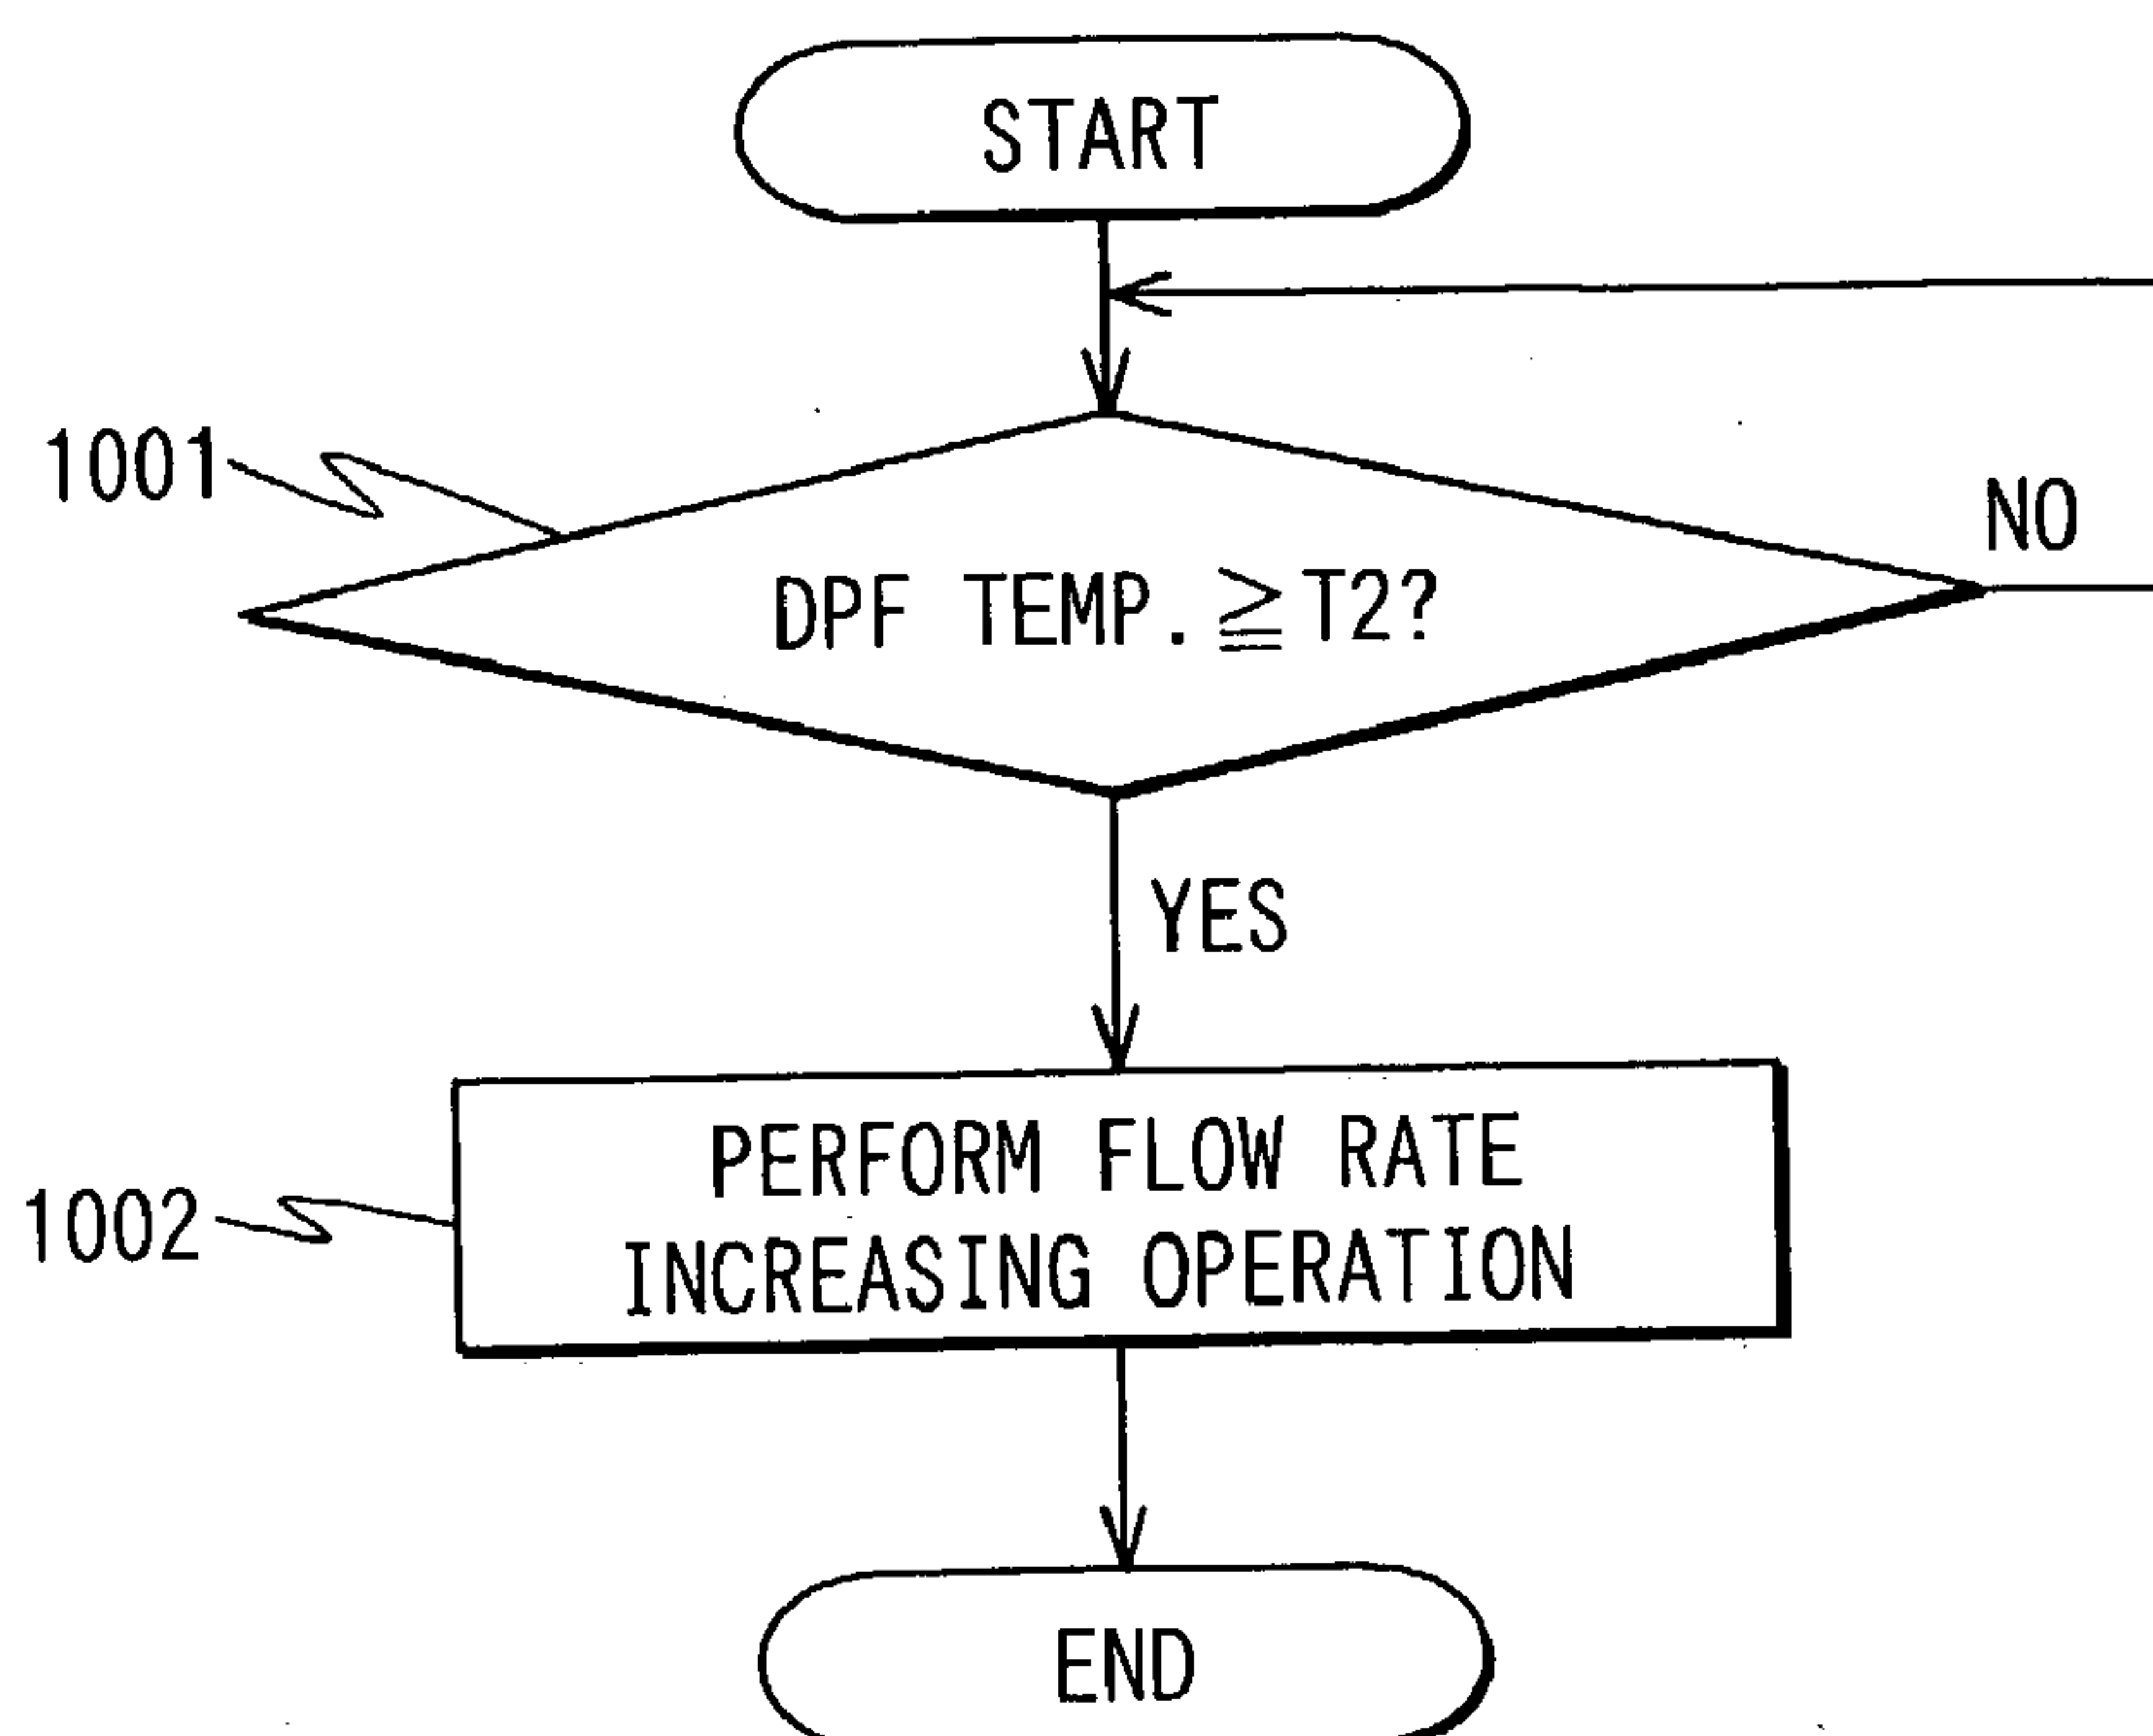 START
1001
NO
DPF TEMP. ≧ T2?
YES
1002
PERFORM FLOW RATE
INCREASING OPERATION
END